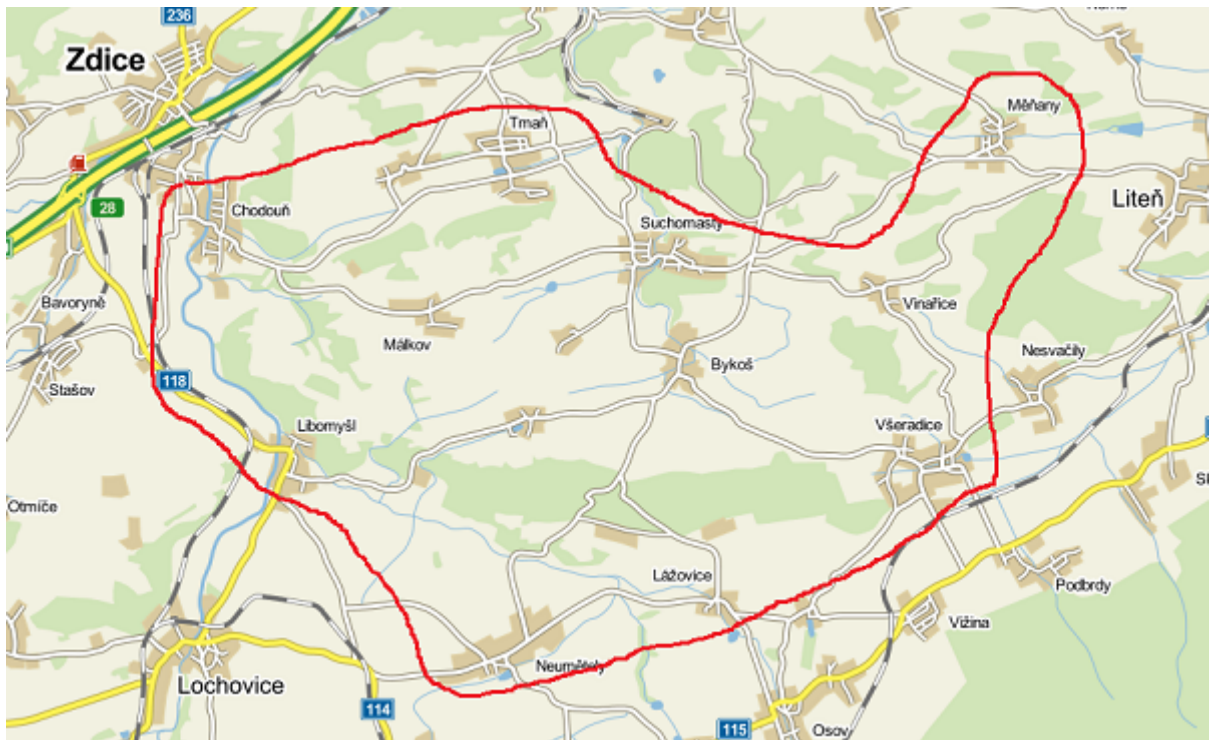 236
Zdice
Tmaň
Měňany
Liteň
28
Chodouň
Suchomasty
Bavoryně
Vinařice
Málkov
Nesvačily
Bykoš
118
Stašov
Libomyšl
Všeradice
Otmíče
Sk
Lážovice
Podbrdy
Vižina
Neumětely
Lochovice
114
115
Osov